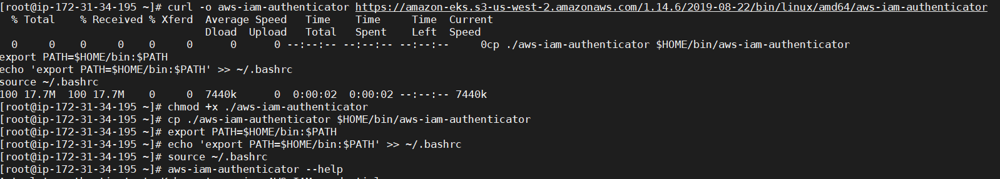 [root@ip-172-31-34-195 ~]# curl -o aws-iam-authenticator https://amazon-eks.s3-us-west-2.amazonaws.com/1.14.6/2019-08-22/bin/linux/amd64/aws-iam-authenticator
  % Total    % Received % Xferd  Average Speed   Time    Time     Time  Current
                                 Dload  Upload   Total   Spent    Left  Speed
  0     0    0     0    0     0      0      0 --:--:-- --:--:-- --:--:--     0cp ./aws-iam-authenticator $HOME/bin/aws-iam-authenticator
export PATH=$HOME/bin:$PATH
echo 'export PATH=$HOME/bin:$PATH' >> ~/.bashrc
source ~/.bashrc
100 17.7M  100 17.7M    0     0  7440k      0  0:00:02  0:00:02 --:--:-- 7440k
[root@ip-172-31-34-195 ~]# chmod +x ./aws-iam-authenticator
[root@ip-172-31-34-195 ~]# cp ./aws-iam-authenticator $HOME/bin/aws-iam-authenticator
[root@ip-172-31-34-195 ~]# export PATH=$HOME/bin:$PATH
[root@ip-172-31-34-195 ~]# echo 'export PATH=$HOME/bin:$PATH' >> ~/.bashrc
[root@ip-172-31-34-195 ~]# source ~/.bashrc
[root@ip-172-31-34-195 ~]# aws-iam-authenticator --help